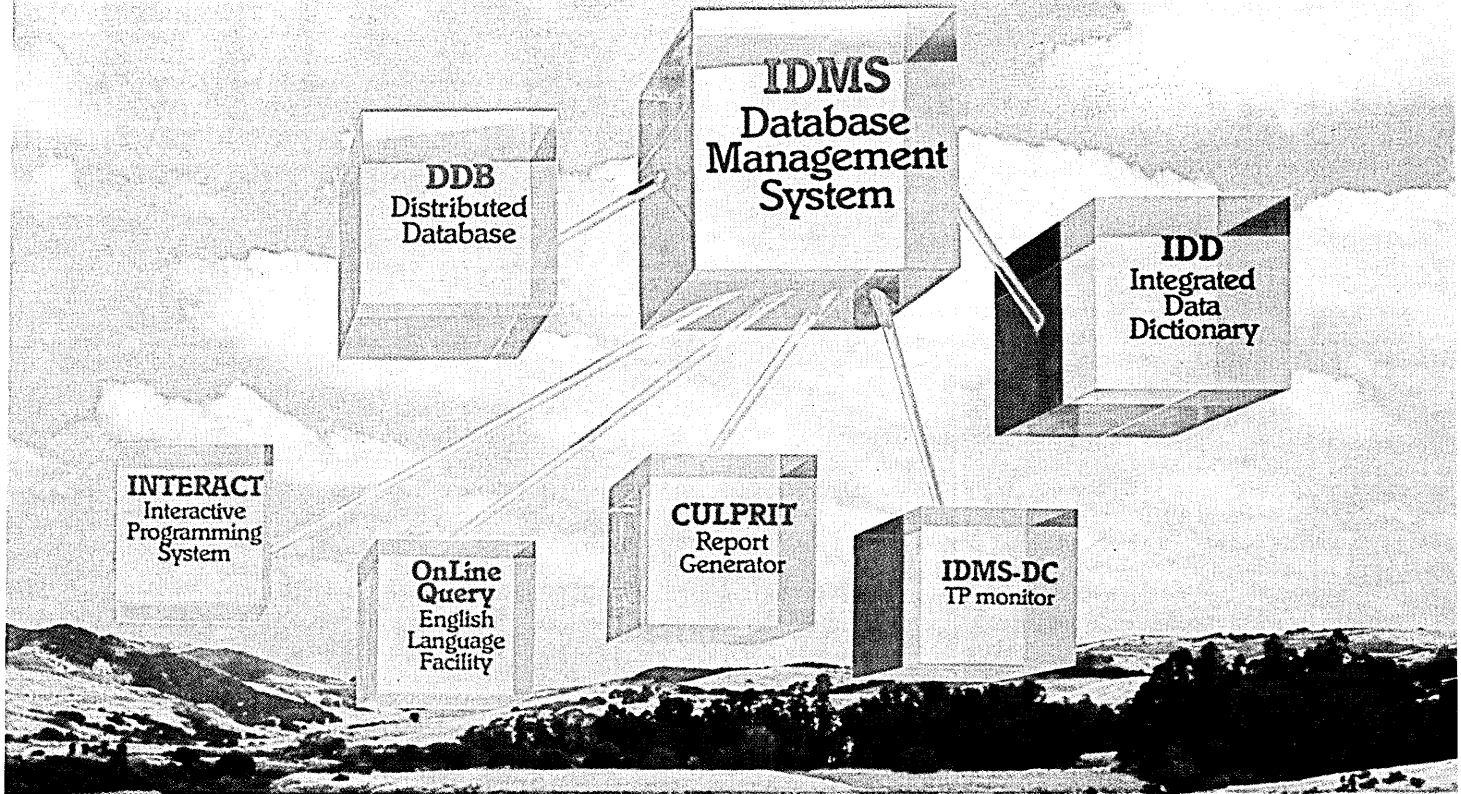 IDMS
Database
Management
System
DDB
Distributed
Database
IDD
Integrated
Data
Dictionary
INTERACT
Interactive
Programming
System
OnLine
Query
English
Language
Facility
CULPRIT
Report
Generator
IDMS-DC
TP monitor